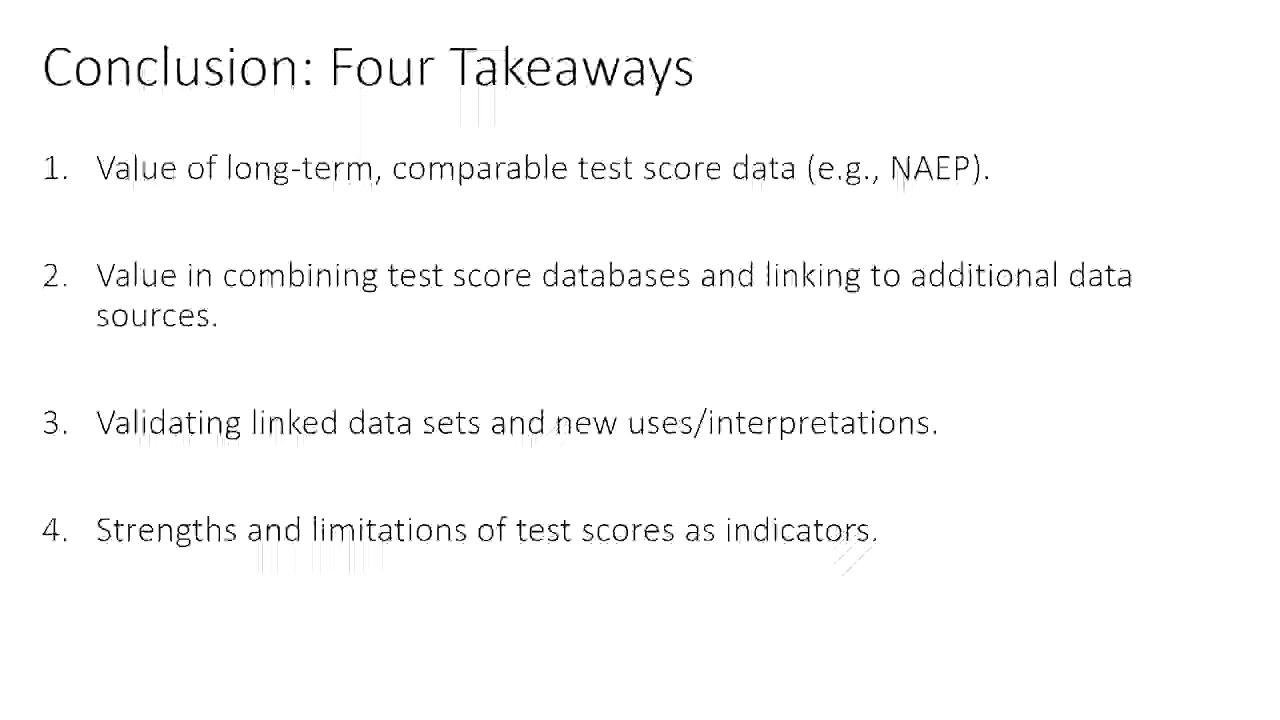 Conclusion: Four Takeaways
1. Value of long-term, comparable test score data (e.g., NAEP).
2. Value in combining test score databases and linking to additional data
sources.
3. Validating linked data sets and new uses/interpretations.
4. Strengths and limitations of test scores as indicators.